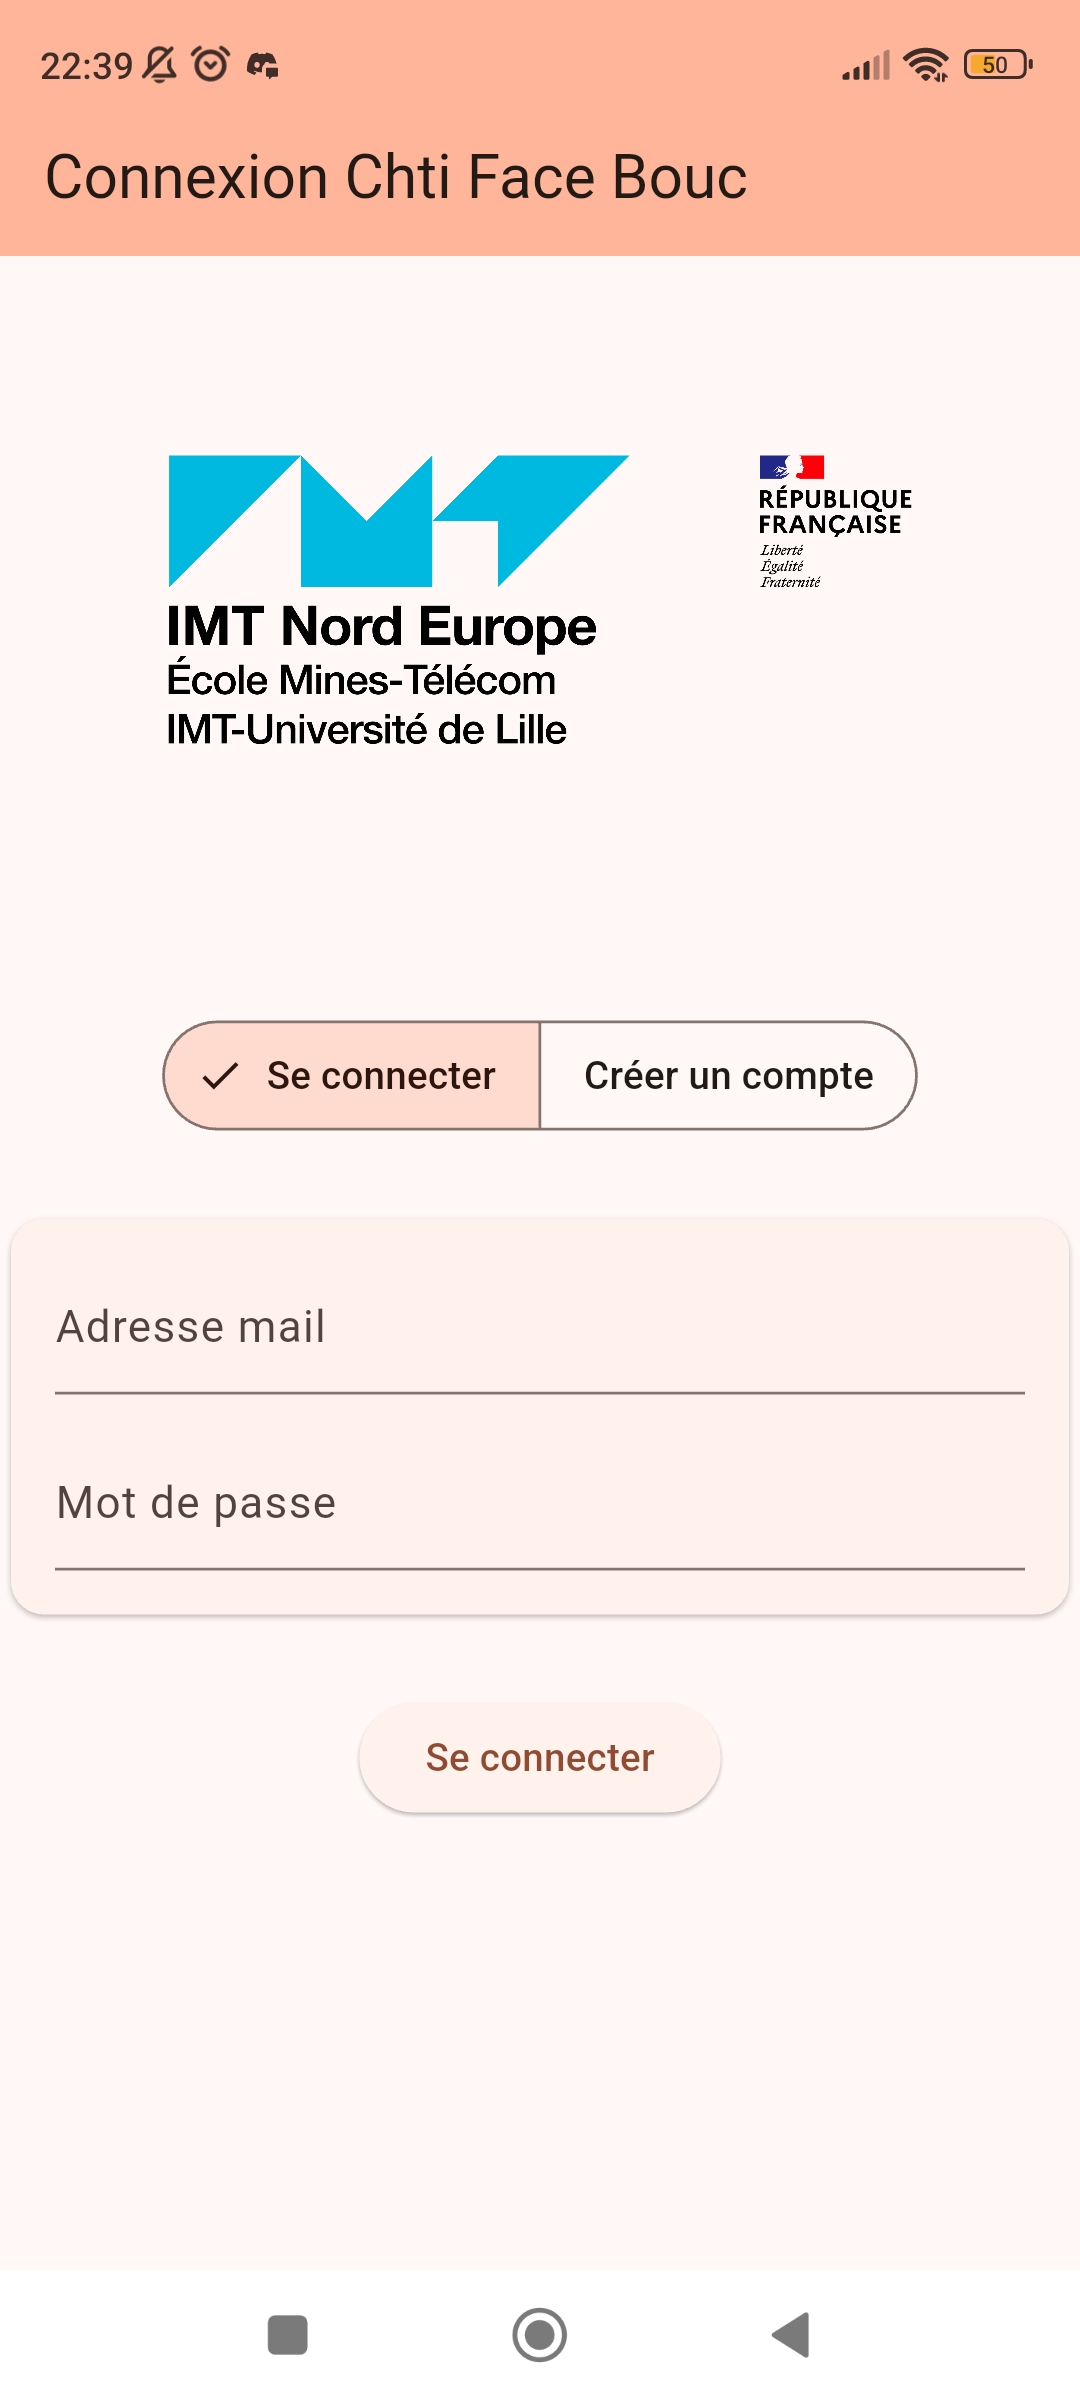 22:39
50
Connexion Chti Face Bouc
RÉPUBLIQUE
FRANÇAISE
Liberté
Égalité
Fraternité
IMT Nord Europe
École Mines-Télécom
IMT-Université de Lille
Se connecter
Créer un compte
Adresse mail
Mot de passe
Se connecter